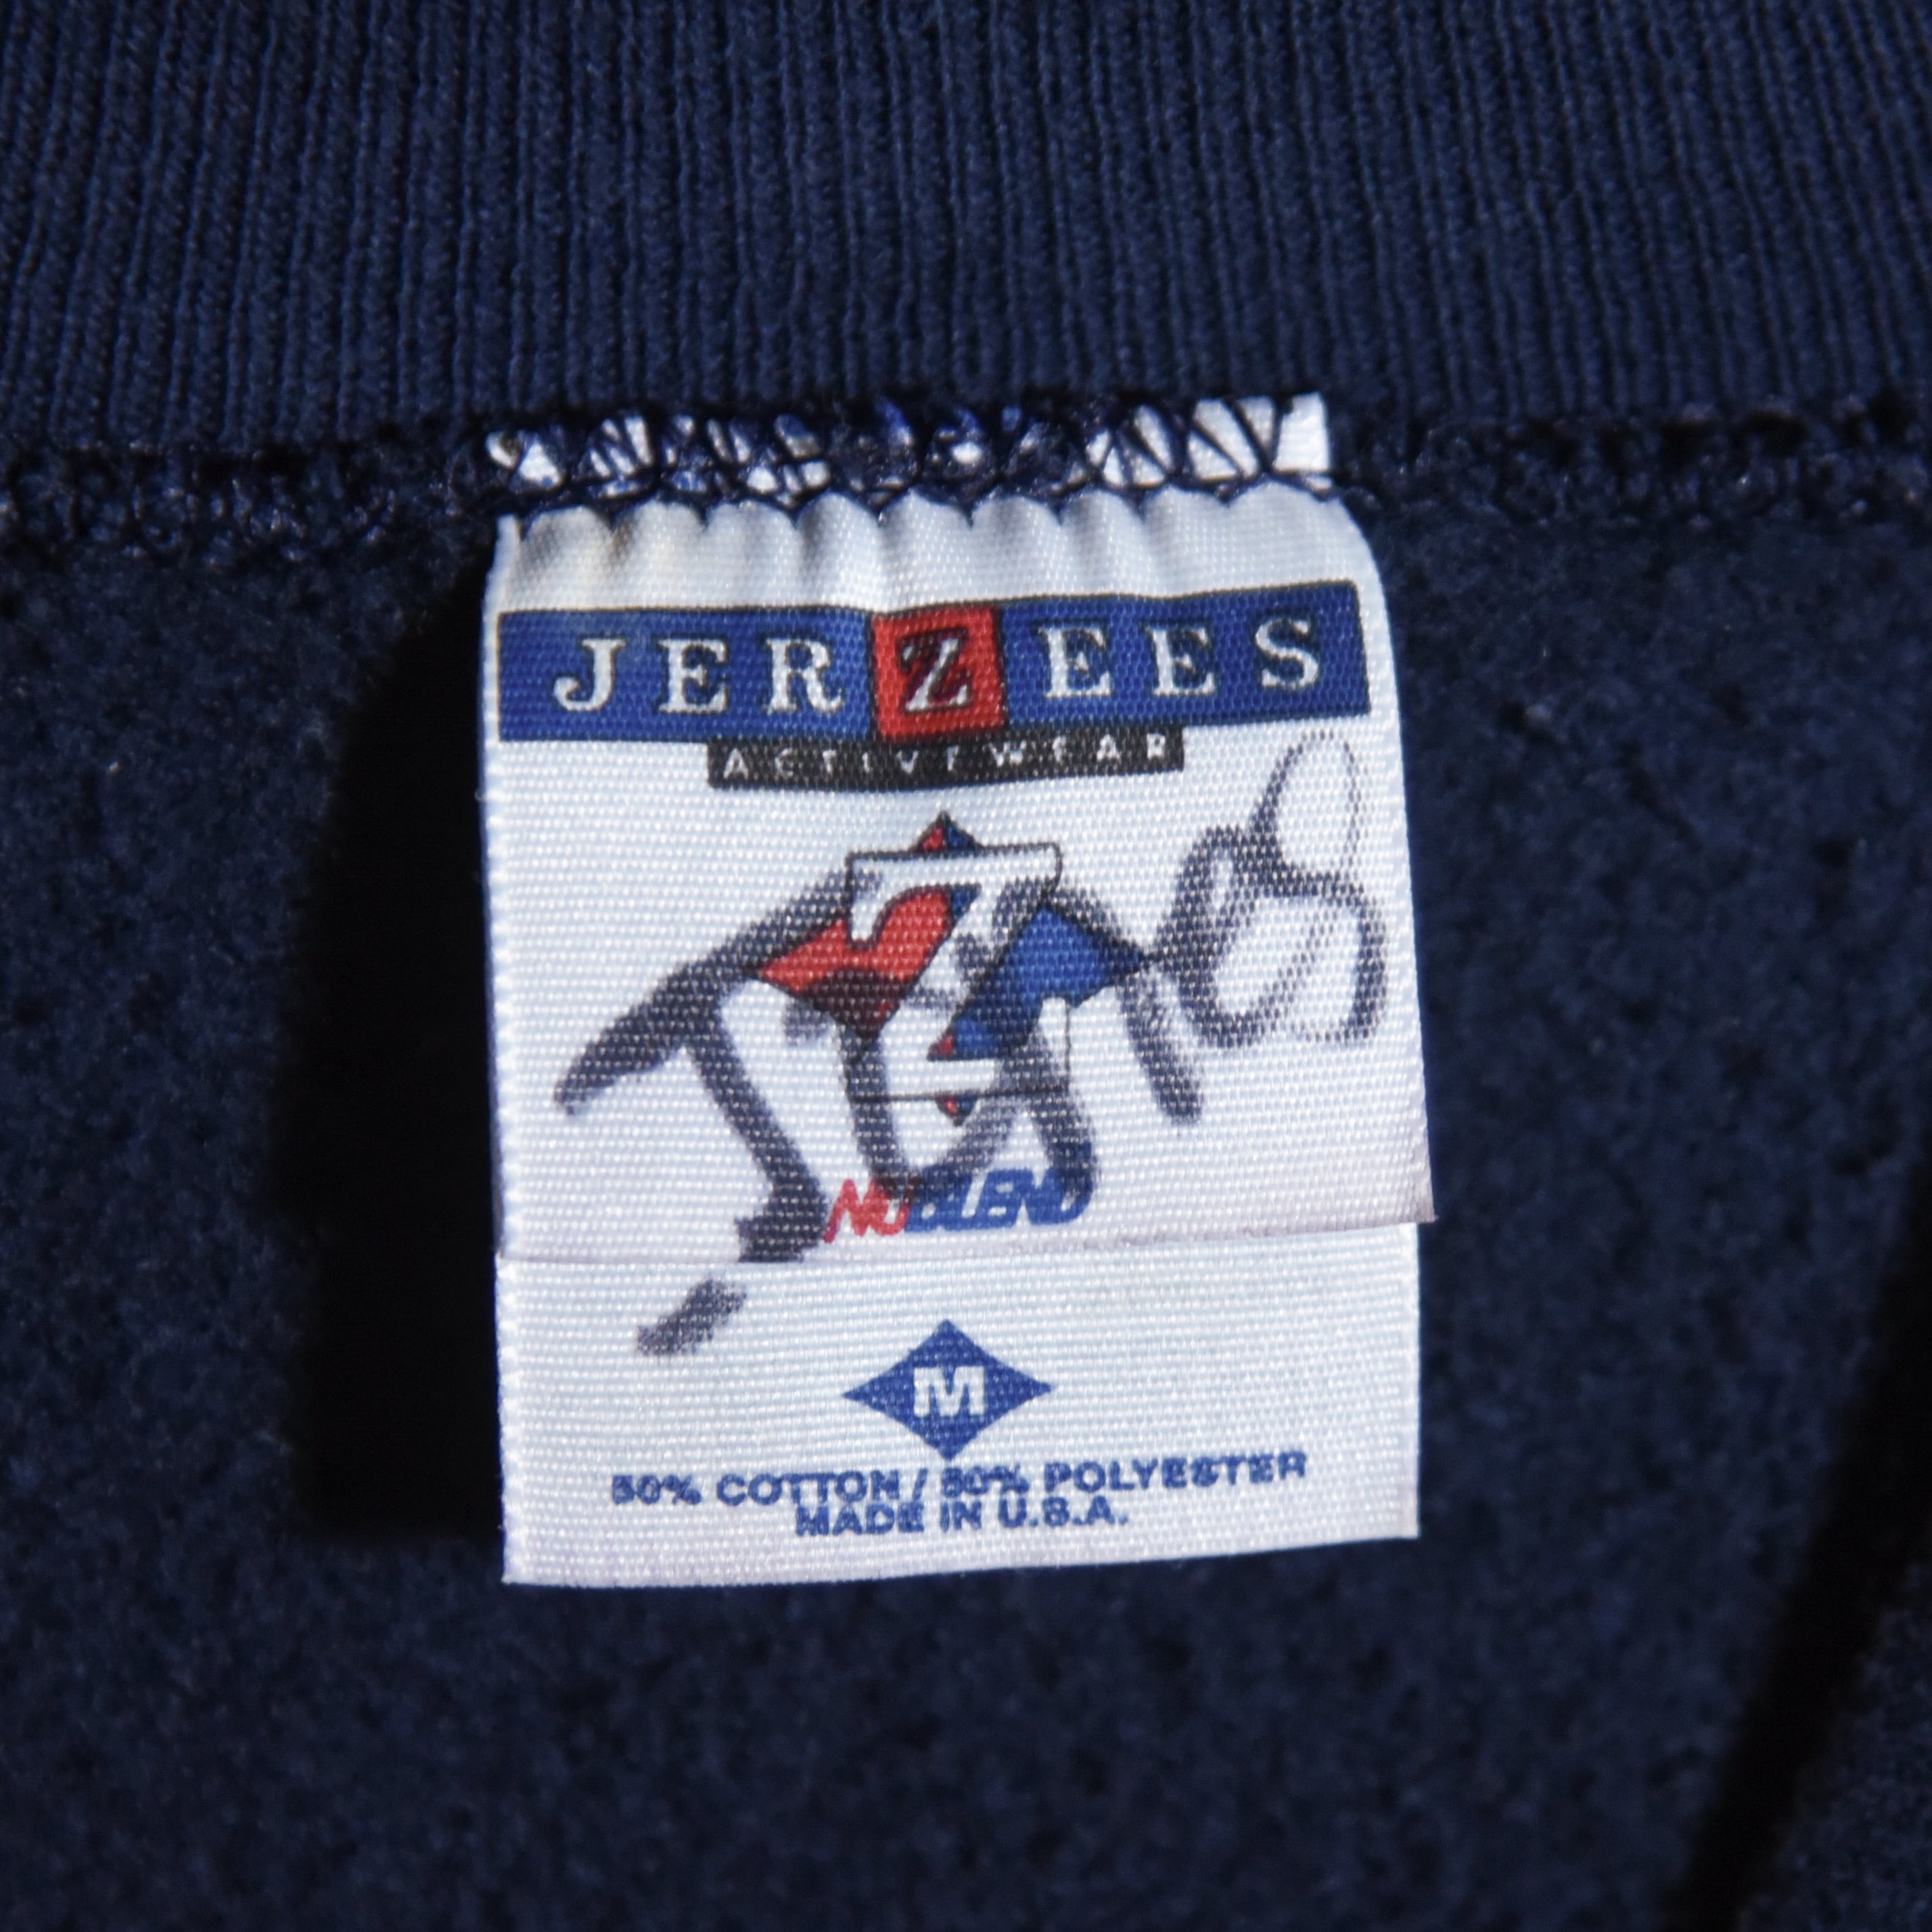 JERZEES
ACTIVEWEAR
Z
NUBLEND
M
50% COTTON / 50% POLYESTER
MADE IN U.S.A.